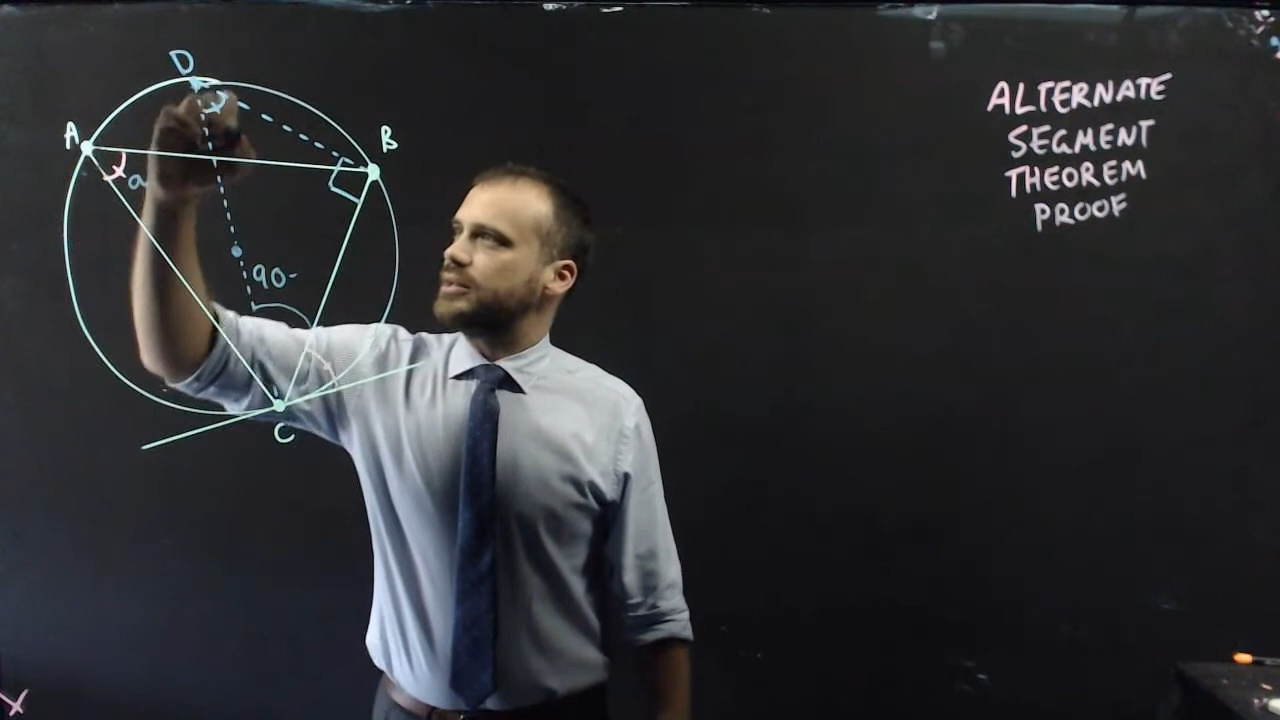 D
A
B
a
90-
C
ALTERNATE
SEGMENT
THEOREM
PROOF